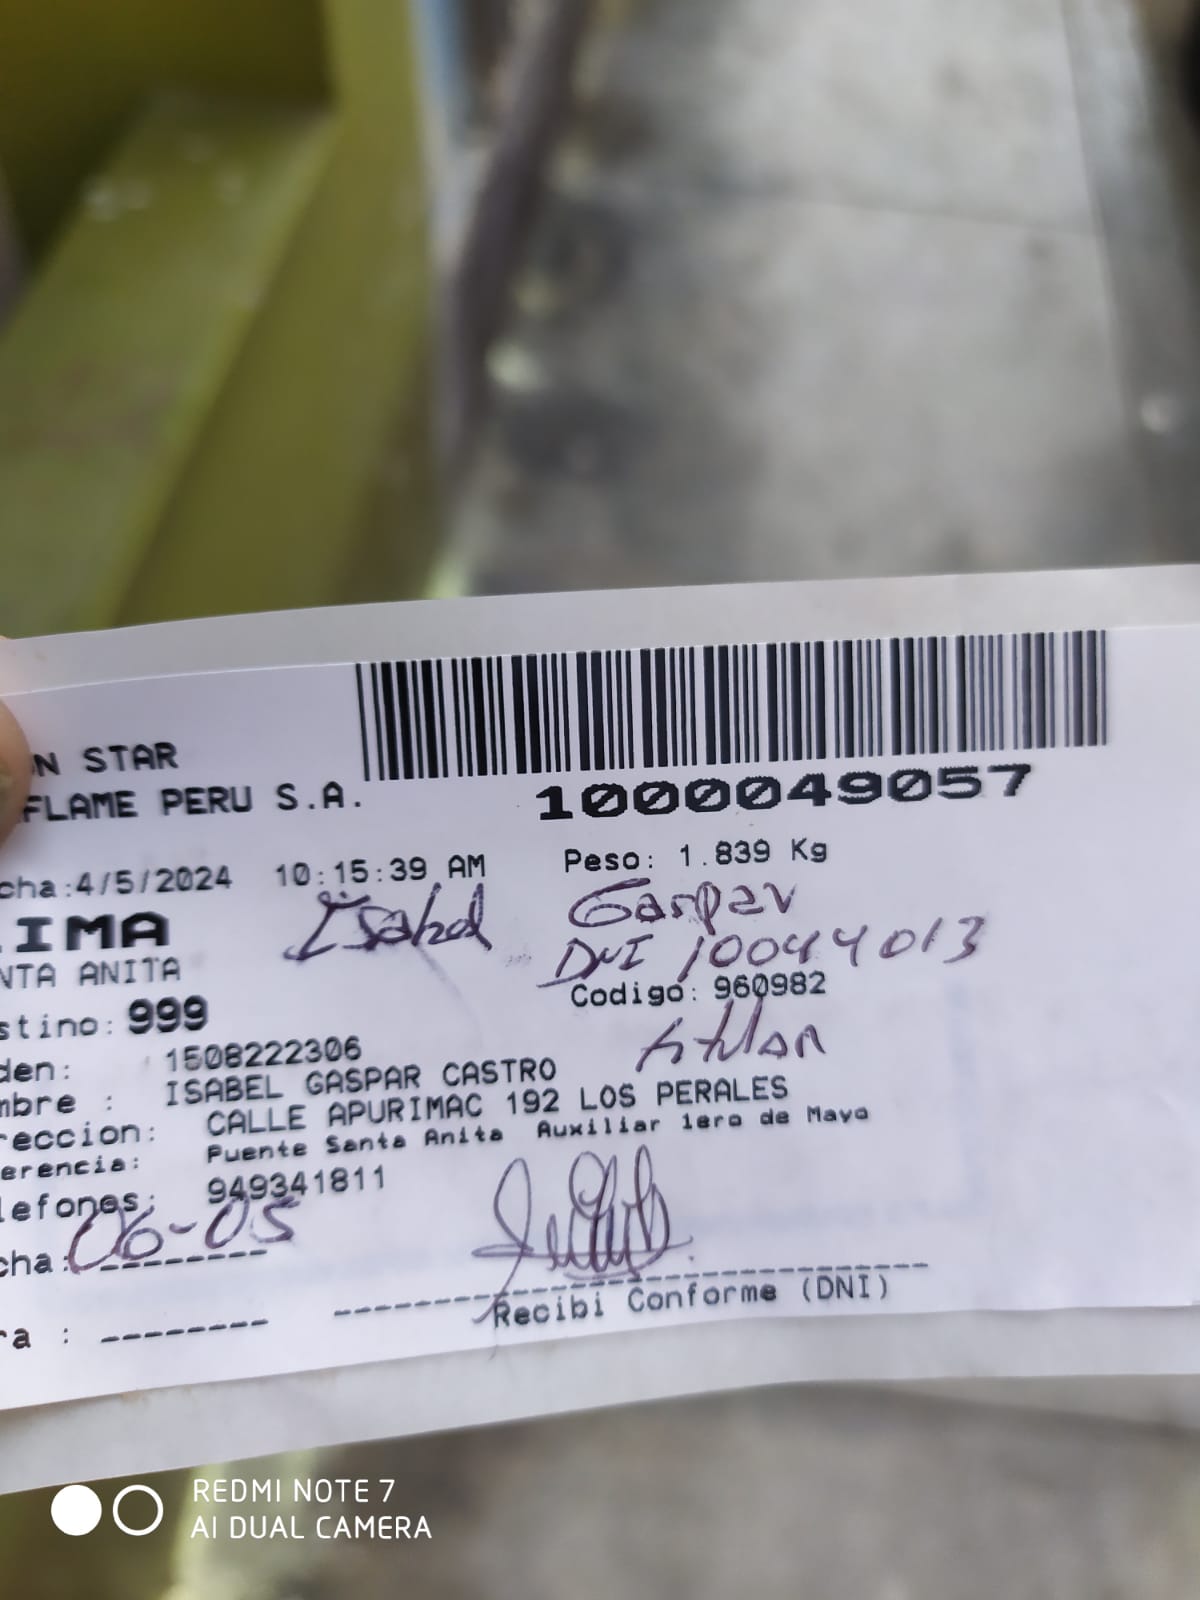 N STAR
FLAME PERU S.A.
1000049057
cha:4/5/2024 10:15:39 AM Peso: 1.839 Kg
Isabel Gaspar
IMA
DNI 10044013
NTA ANITA
Codigo: 960982
stino: 999
den: 1508222306
mbre : ISABEL GASPAR CASTRO
reccion: CALLE APURIMAC 192 LOS PERALES
erencia: Puente Santa Anita Auxiliar 1ero de Mayo
lefonos: 949341811
cha: 06-05
Recibi Conforme (DNI)
ra :
REDMI NOTE 7
AI DUAL CAMERA